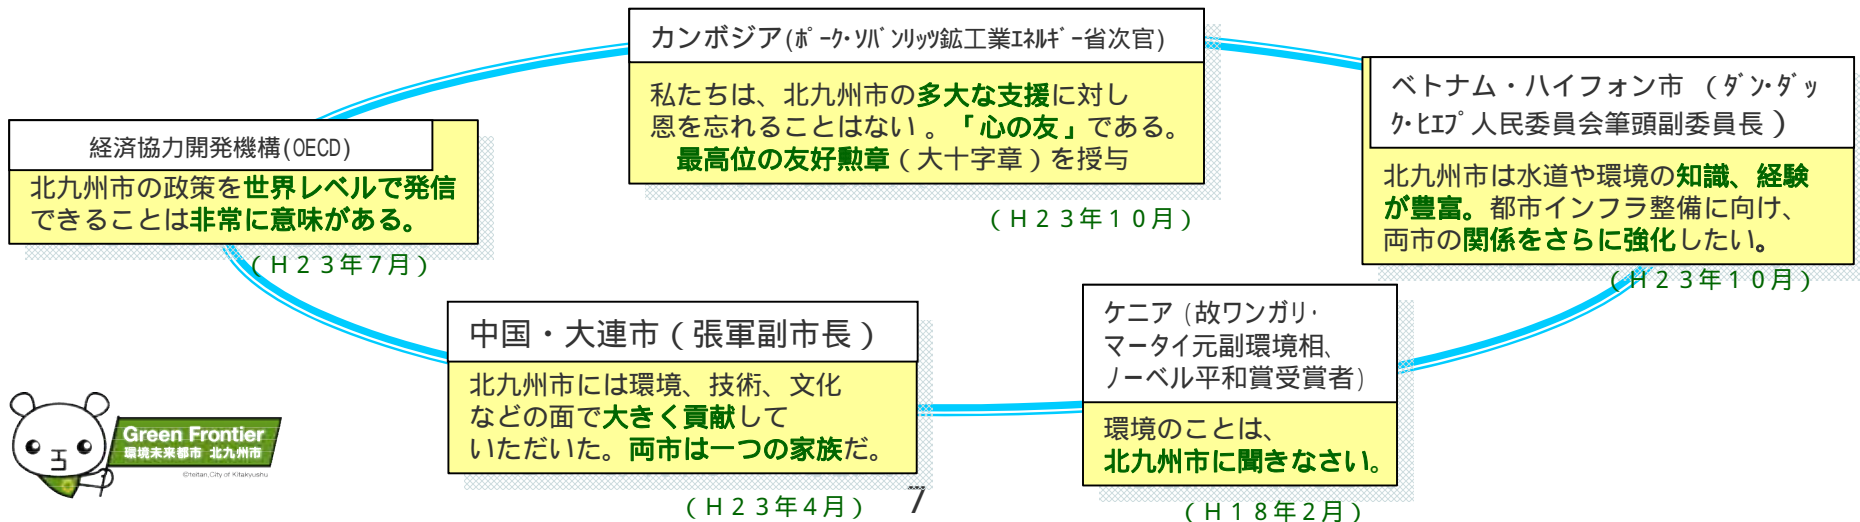 カンボジア(ポーク・ソバンリッツ鉱工業エネルギー省次官)
私たちは、北九州市の多大な支援に対し
恩を忘れることはない。「心の友」である。
最高位の友好勲章(大十字章)を授与
(H23年10月)
ベトナム・ハイフォン市 (ダン・ダッ
ク・ヒエプ人民委員会筆頭副委員長)
北九州市は水道や環境の知識、経験
が豊富。都市インフラ整備に向け、
両市の関係をさらに強化したい。
(H23年10月)
経済協力開発機構(OECD)
北九州市の政策を世界レベルで発信
できることは非常に意味がある。
(H23年7月)
中国・大連市(張軍副市長)
北九州市には環境、技術、文化
などの面で大きく貢献して
いただいた。両市は一つの家族だ。
(H23年4月)
ケニア(故ワンガリ・
マータイ元副環境相、
ノーベル平和賞受賞者)
環境のことは、
北九州市に聞きなさい。
(H18年2月)
Green Frontier
環境未来都市 北九州市
©teitan,City of Kitakyushu
7